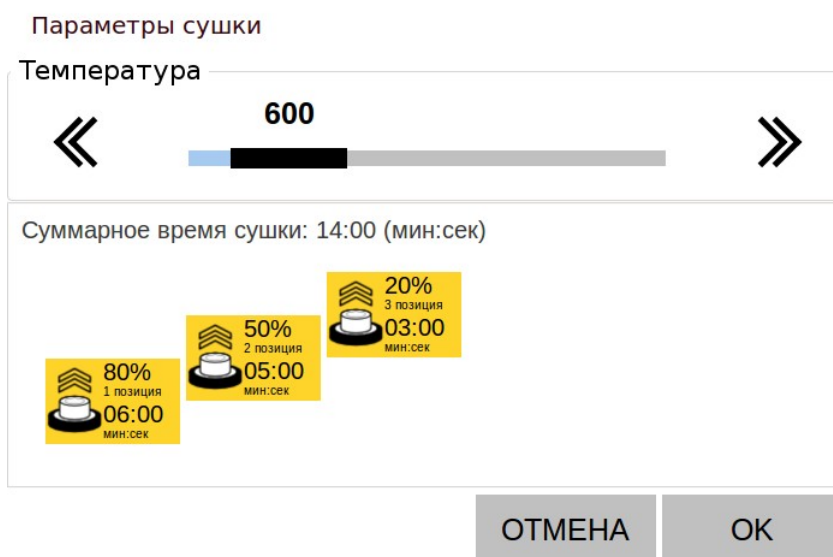 Параметры сушки
Температура
600
Суммарное время сушки: 14:00 (мин:сек)
80%
1 позиция
06:00
мин:сек
50%
2 позиция
05:00
мин:сек
20%
3 позиция
03:00
мин:сек
ОТМЕНА
OK